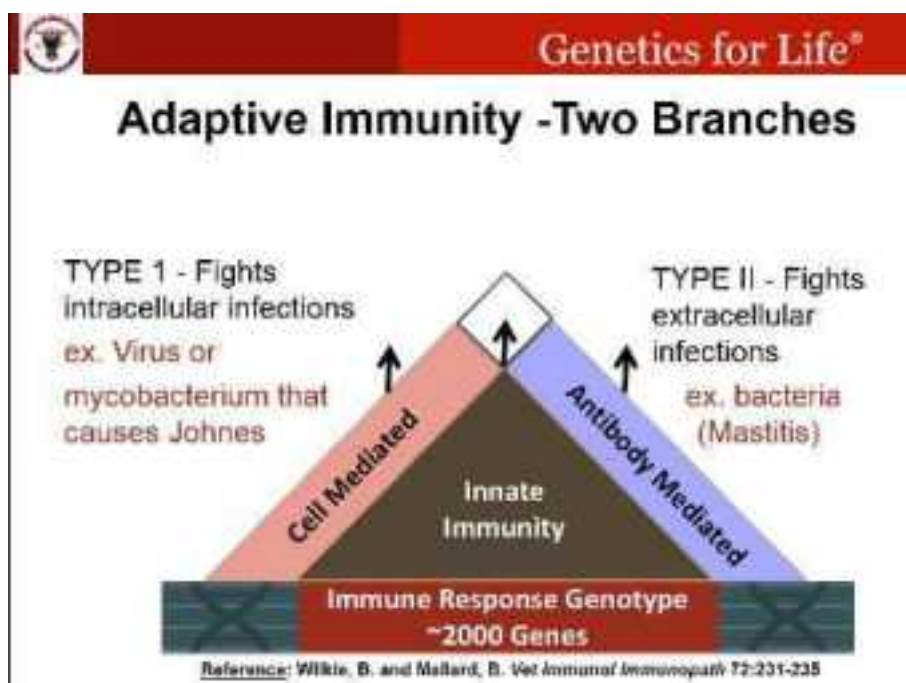 Genetics for Life®
Adaptive Immunity -Two Branches
TYPE 1 - Fights
intracellular infections
ex. Virus or
mycobacterium that
causes Johnes
TYPE II - Fights
extracellular
infections
ex. bacteria
(Mastitis)
Cell Mediated
Antibody Mediated
Innate
Immunity
Immune Response Genotype
~2000 Genes
Reference: Wilkie, B. and Mallard, B. Vet Immunol Immunopath 72:231-235